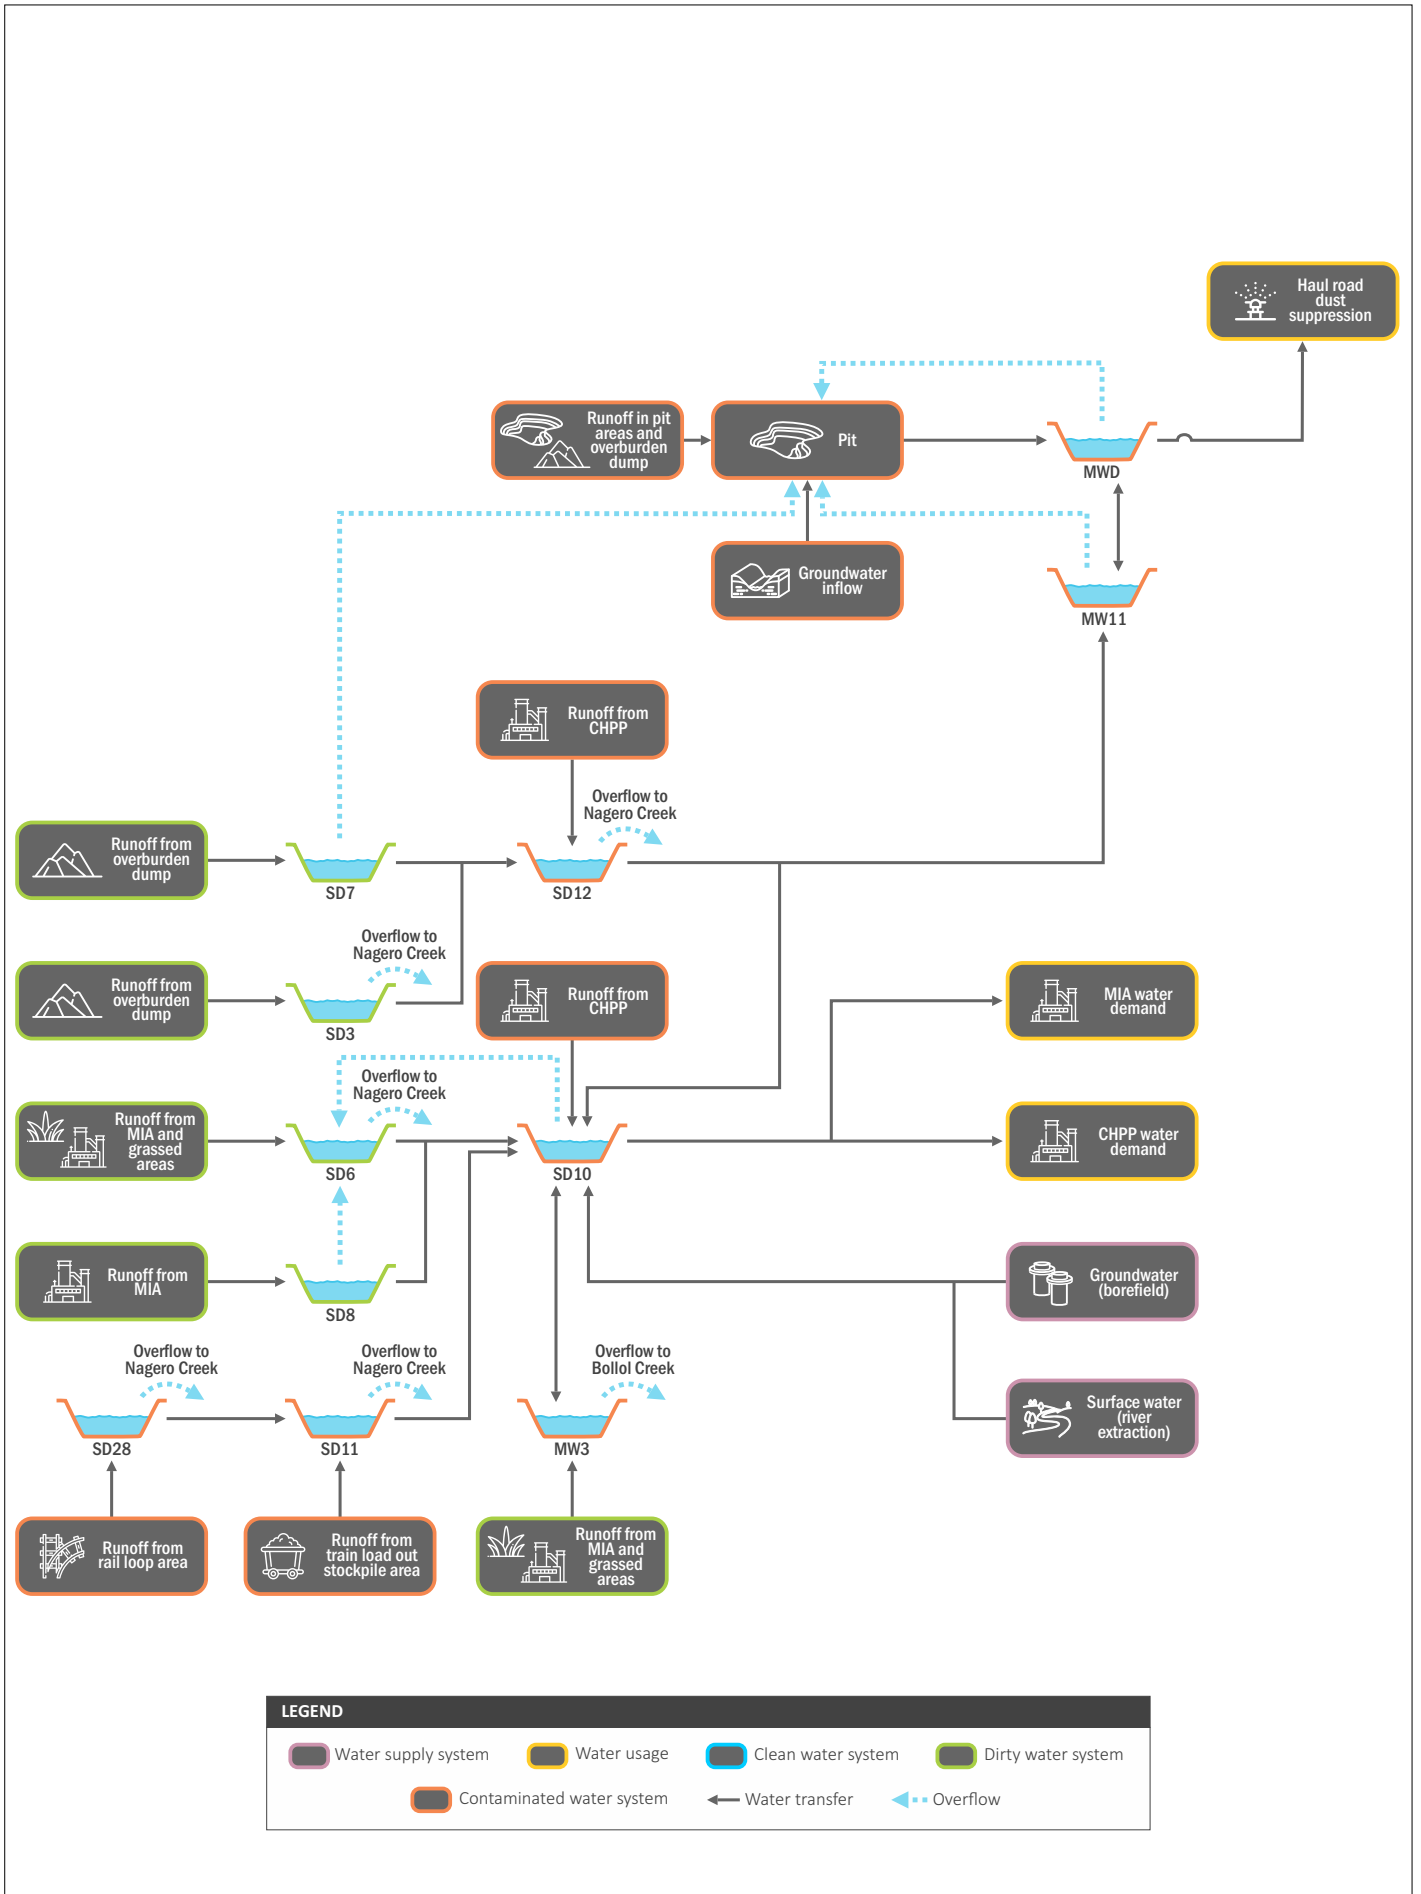 Haul road
dust
suppression
Runoff in pit
areas and
overburden
dump
Pit
MWD
Groundwater
inflow
MW11
Runoff from
CHPP
Overflow to
Nagero Creek
Runoff from
overburden
dump
SD7
SD12
Overflow to
Nagero Creek
Runoff from
overburden
dump
SD3
Runoff from
CHPP
MIA water
demand
Overflow to
Nagero Creek
Runoff from
MIA and
grassed
areas
SD6
SD10
CHPP water
demand
Runoff from
MIA
SD8
Groundwater
(borefield)
Overflow to
Nagero Creek
Overflow to
Nagero Creek
Overflow to
Bollol Creek
Surface water
(river
extraction)
SD28
SD11
MW3
Runoff from
rail loop area
Runoff from
train load out
stockpile area
Runoff from
MIA and
grassed
areas
LEGEND
Water supply system
Water usage
Clean water system
Dirty water system
Contaminated water system
Water transfer
Overflow